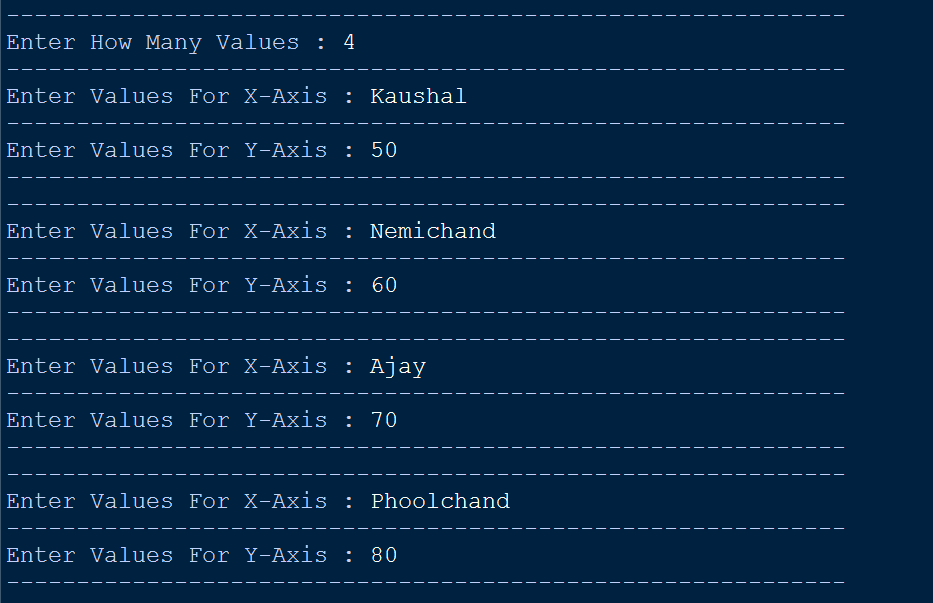 ------------------------------------------------------------
Enter How Many Values : 4
------------------------------------------------------------
Enter Values For X-Axis : Kaushal
------------------------------------------------------------
Enter Values For Y-Axis : 50
------------------------------------------------------------
------------------------------------------------------------
Enter Values For X-Axis : Nemichand
------------------------------------------------------------
Enter Values For Y-Axis : 60
------------------------------------------------------------
------------------------------------------------------------
Enter Values For X-Axis : Ajay
------------------------------------------------------------
Enter Values For Y-Axis : 70
------------------------------------------------------------
------------------------------------------------------------
Enter Values For X-Axis : Phoolchand
------------------------------------------------------------
Enter Values For Y-Axis : 80
------------------------------------------------------------